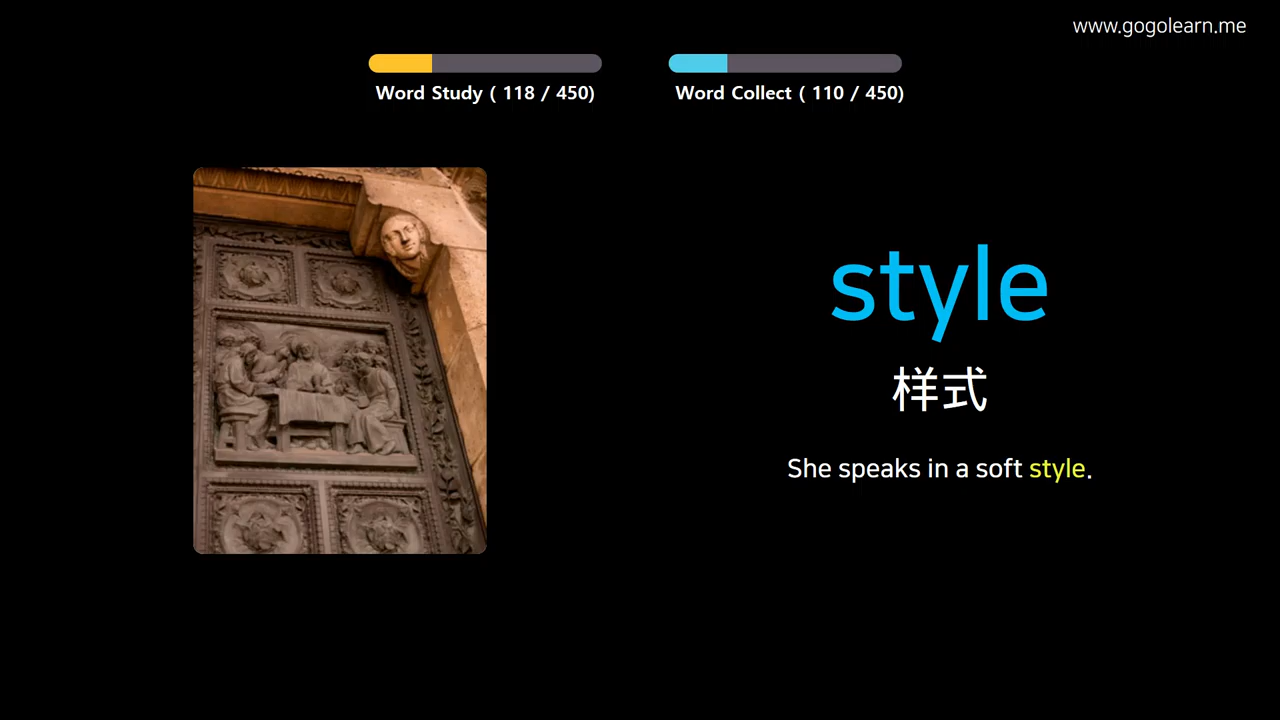 www.gogolearn.me
Word Study ( 118 / 450)
Word Collect ( 110 / 450)
style
样式
She speaks in a soft style.